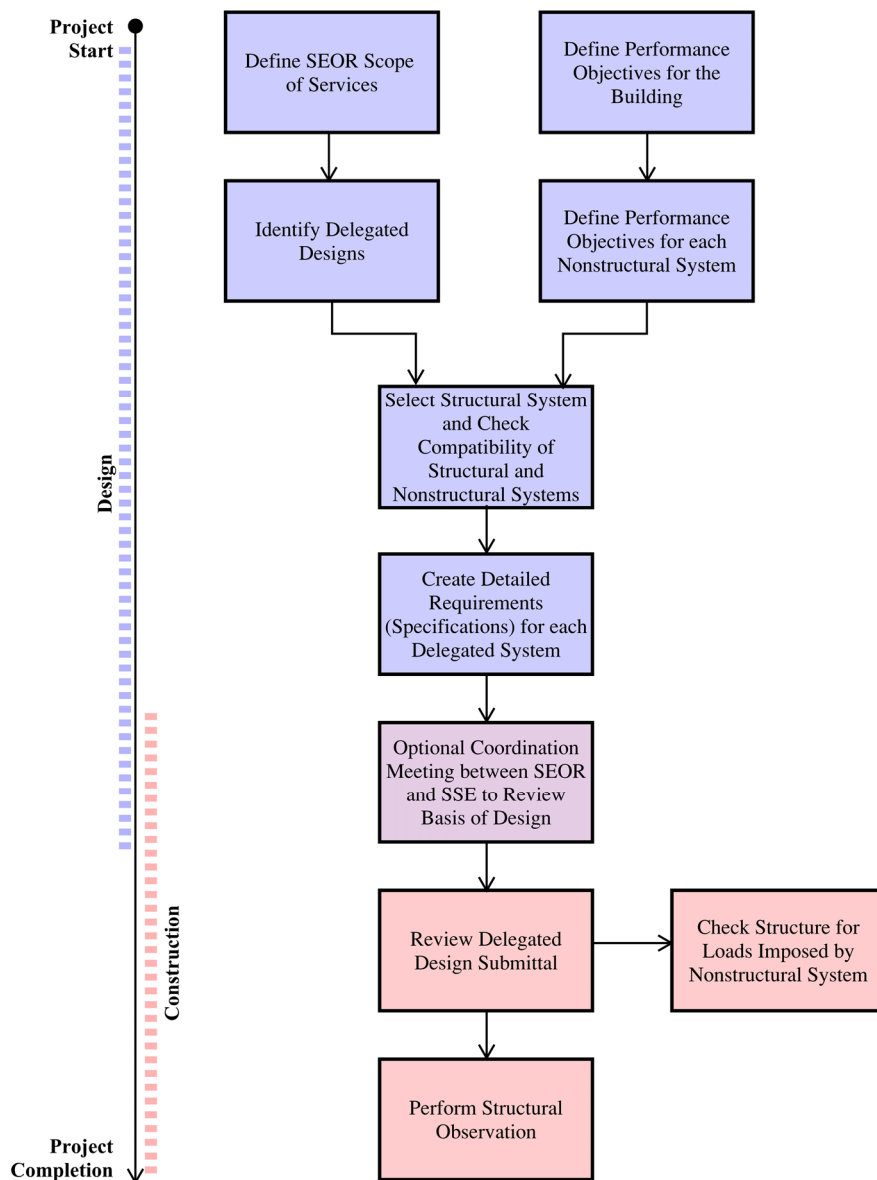 Project
Start
Define SEOR Scope
of Services
Define Performance
Objectives for the
Building
Identify Delegated
Designs
Define Performance
Objectives for each
Nonstructural System
Select Structural System
and Check
Compatibility of
Structural and
Nonstructural Systems
Design
Create Detailed
Requirements
(Specifications) for each
Delegated System
Optional Coordination
Meeting between SEOR
and SSE to Review
Basis of Design
Construction
Review Delegated
Design Submittal
Check Structure for
Loads Imposed by
Nonstructural System
Perform Structural
Observation
Project
Completion